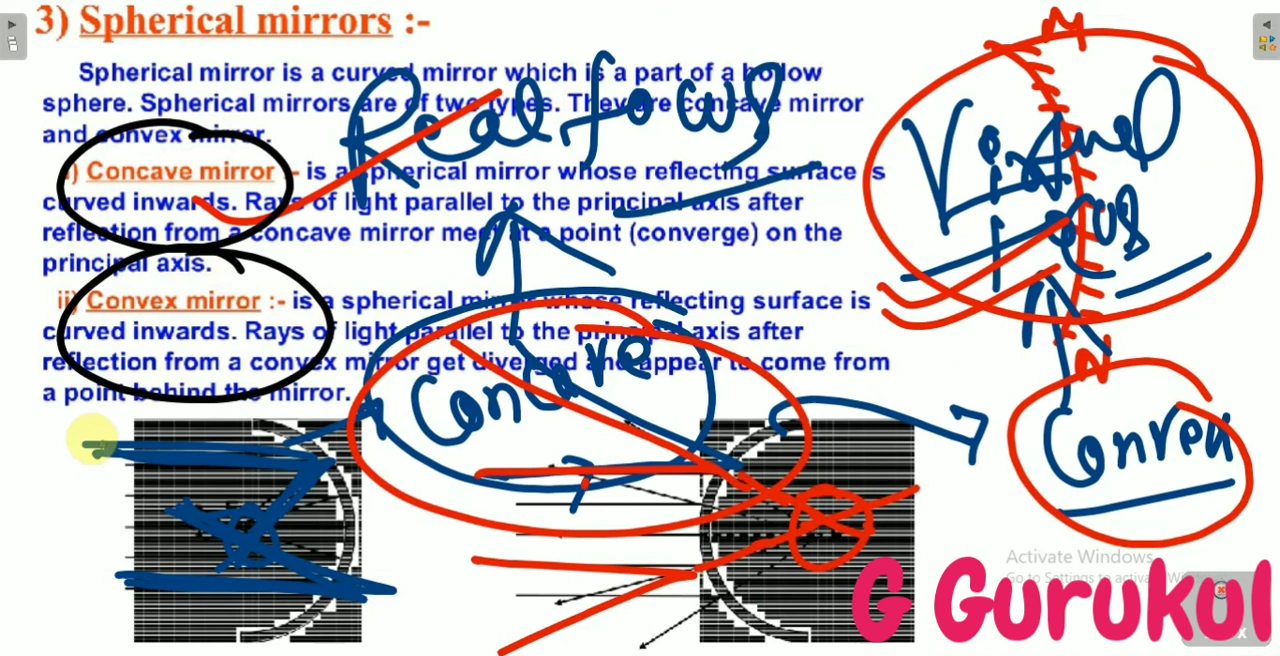 3) Spherical mirrors :-
Spherical mirror is a curved mirror which is a part of a hollow
sphere. Spherical mirrors are of two types. They are concave mirror
and convex mirror.
i) Concave mirror :- is a spherical mirror whose reflecting surface is
curved inwards. Rays of light parallel to the principal axis after
reflection from a concave mirror meet at a point (converge) on the
principal axis.
ii) Convex mirror :- is a spherical mirror whose reflecting surface is
curved inwards. Rays of light parallel to the principal axis after
reflection from a convex mirror get diverged and appear to come from
a point behind the mirror.
Real focus
Virtual
focus
M
Concave
Convex
Activate Windows
Go to Settings to activate W
G Gurukul